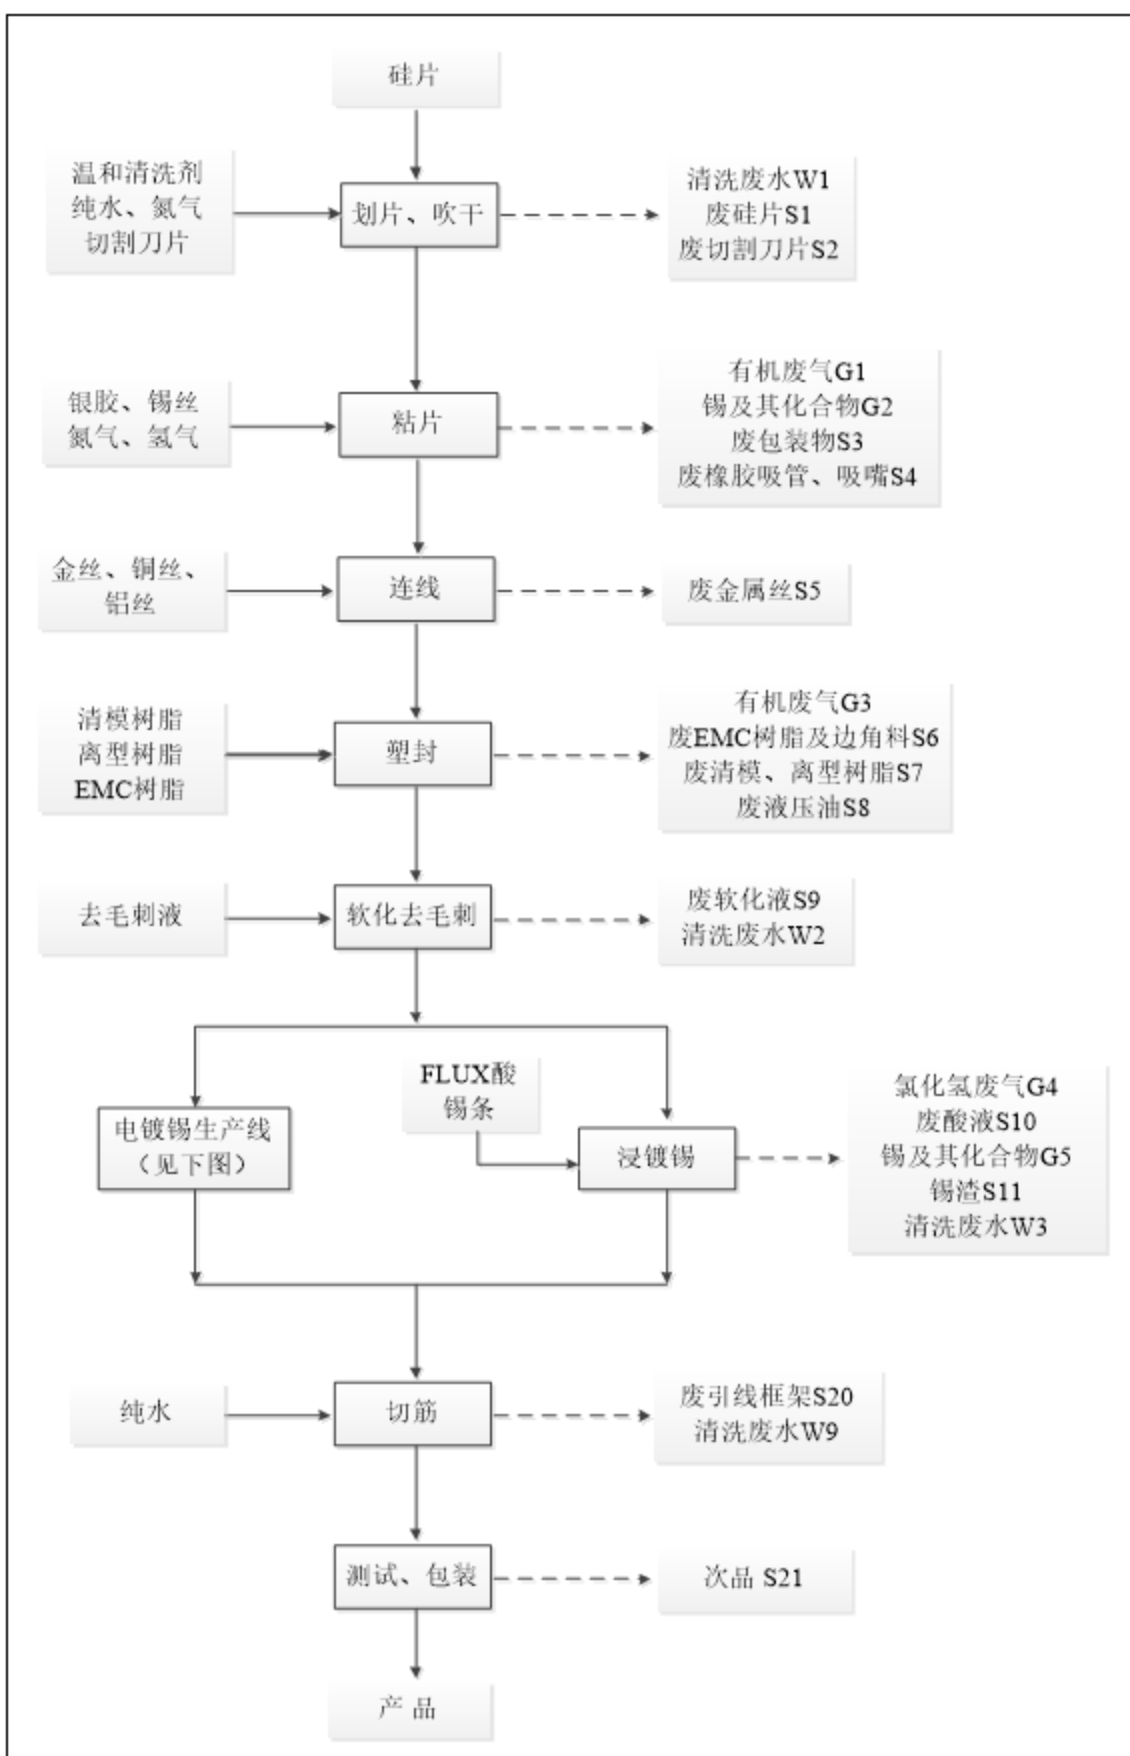 硅片
温和清洗剂
纯水、氮气
切割刀片
划片、吹干
清洗废水W1
废硅片S1
废切割刀片S2
银胶、锡丝
氮气、氢气
粘片
有机废气G1
锡及其化合物G2
废包装物S3
废橡胶吸管、吸嘴S4
金丝、铜丝、
铝丝
连线
废金属丝S5
清模树脂
离型树脂
EMC树脂
塑封
有机废气G3
废EMC树脂及边角料S6
废清模、离型树脂S7
废液压油S8
去毛刺液
软化去毛刺
废软化液S9
清洗废水W2
电镀锡生产线
（见下图）
FLUX酸
锡条
浸镀锡
氯化氢废气G4
废酸液S10
锡及其化合物G5
锡渣S11
清洗废水W3
纯水
切筋
废引线框架S20
清洗废水W9
测试、包装
次品 S21
产 品